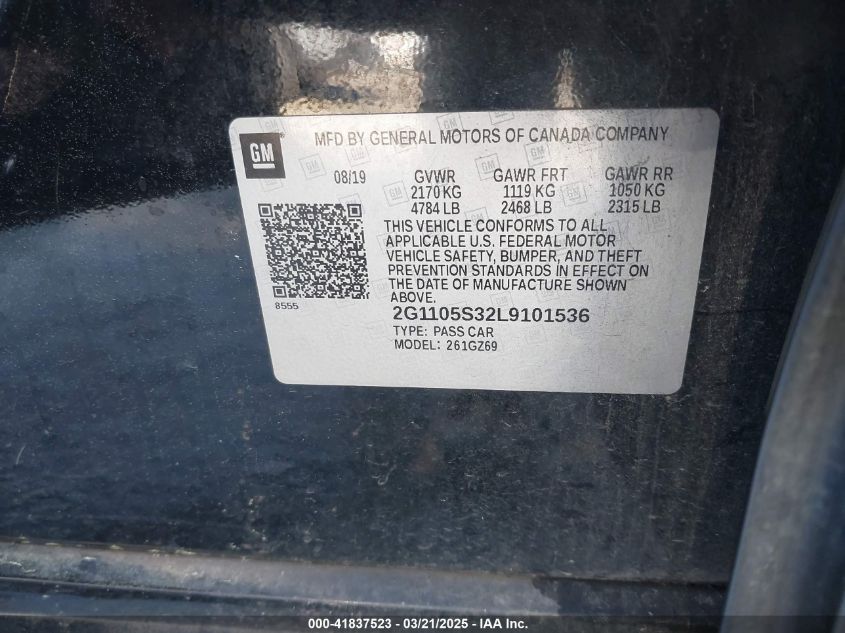 GM
MFD BY GENERAL MOTORS OF CANADA COMPANY
08/19 GVWR GAWR FRT GAWR RR
2170 KG 1119 KG 1050 KG
4784 LB 2468 LB 2315 LB
THIS VEHICLE CONFORMS TO ALL
APPLICABLE U.S. FEDERAL MOTOR
VEHICLE SAFETY, BUMPER, AND THEFT
PREVENTION STANDARDS IN EFFECT ON
THE DATE OF MANUFACTURE SHOWN
ABOVE.
8555
2G1105S32L9101536
TYPE: PASS CAR
MODEL: 261GZ69
000-41837523 — 03/21/2025 — IAA Inc.